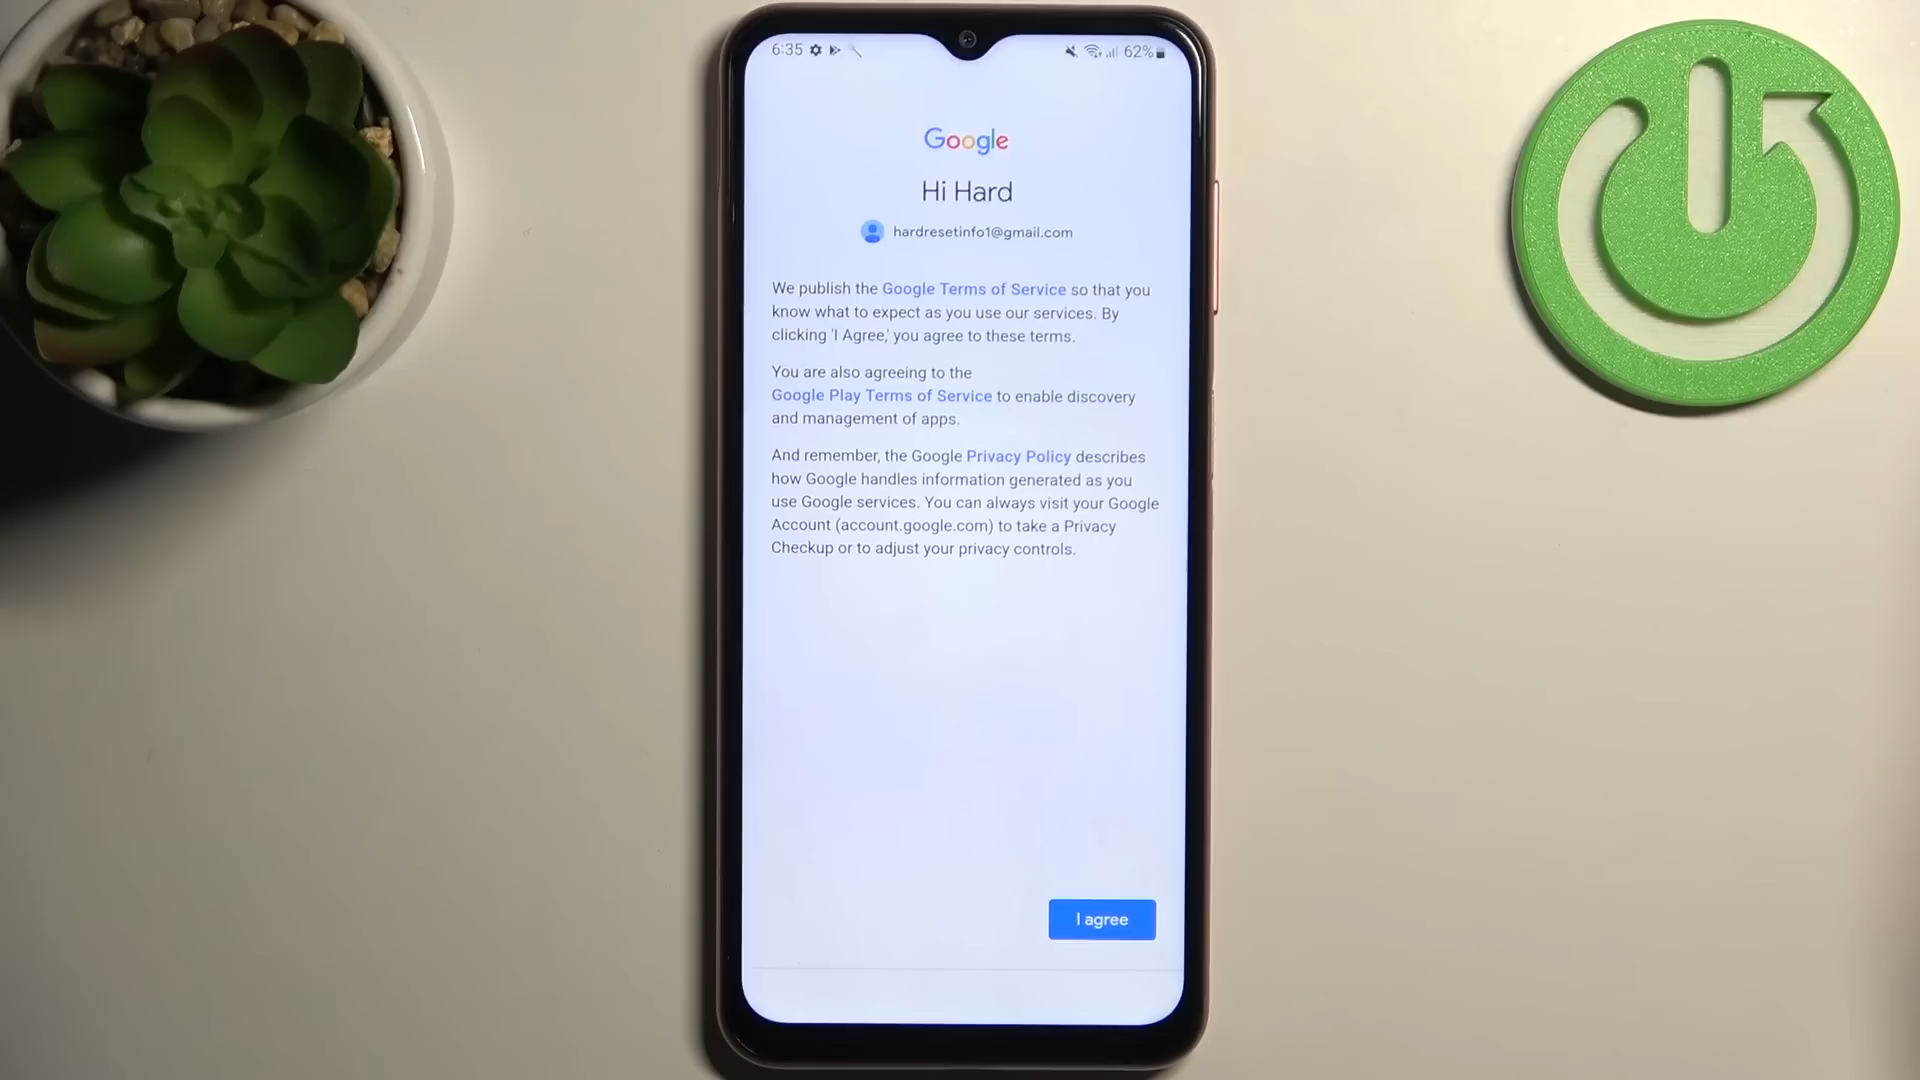 6:35
62%
Google
Hi Hard
hardresetinfo1@gmail.com
We publish the Google Terms of Service so that you
know what to expect as you use our services. By
clicking 'I Agree,' you agree to these terms.
You are also agreeing to the
Google Play Terms of Service to enable discovery
and management of apps.
And remember, the Google Privacy Policy describes
how Google handles information generated as you
use Google services. You can always visit your Google
Account (account.google.com) to take a Privacy
Checkup or to adjust your privacy controls.
I agree